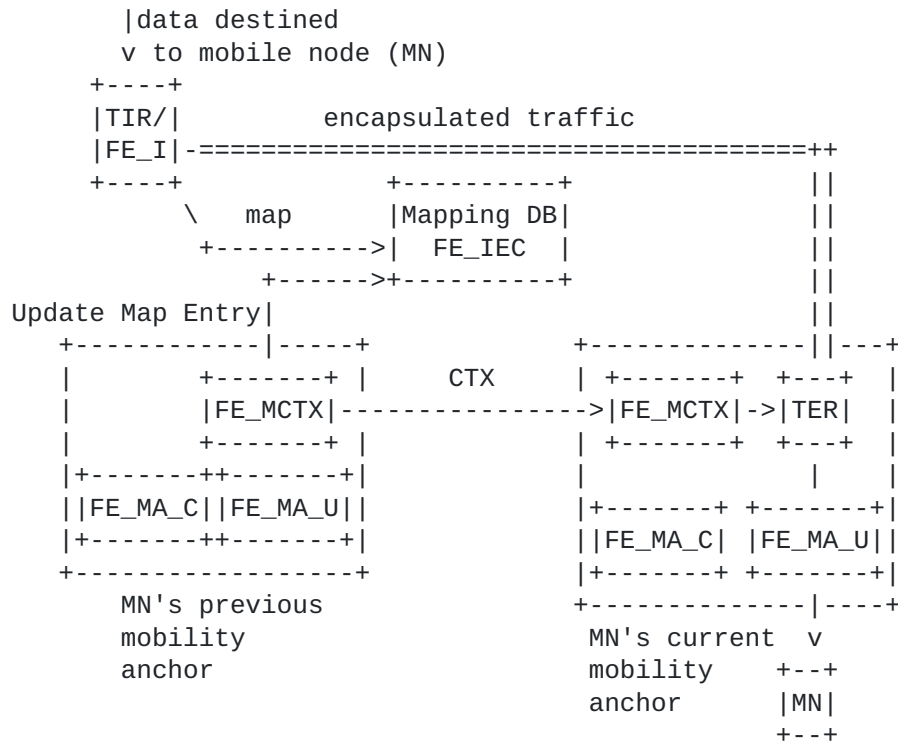 |data destined
v to mobile node (MN)
+----+
|TIR/|         encapsulated traffic
|FE_I|-=======================================++
+----+             +----------+               ||
      \   map      |Mapping DB|               ||
       +---------->|  FE_IEC  |               ||
           +------>+----------+               ||
Update Map Entry|                             ||
+------------|-----+             +--------------||---+
|        +-------+ |     CTX     | +-------+  +---+  |
|        |FE_MCTX|---------------->|FE_MCTX|->|TER|  |
|        +-------+ |             | +-------+  +---+  |
|+-------++-------+|             |              |    |
||FE_MA_C||FE_MA_U||             |+-------+ +-------+|
|+-------++-------+|             ||FE_MA_C| |FE_MA_U||
+------------------+             |+-------+ +-------+|
MN's previous                    +--------------|----+
mobility                         MN's current  v
anchor                           mobility    +--+
                                 anchor      |MN|
                                             +--+